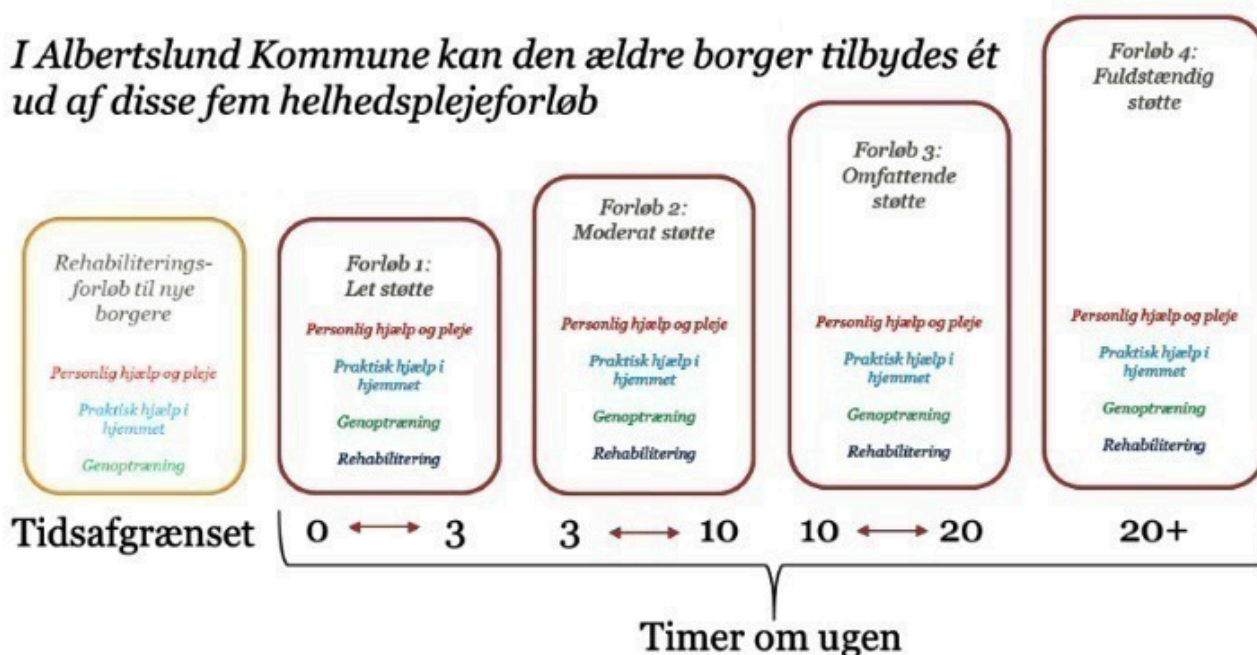 I Albertslund Kommune kan den ældre borger tilbydes ét
ud af disse fem helhedsplejeforløb
Rehabiliterings-
forløb til nye
borgere
Personlig hjælp og pleje
Praktisk hjælp i
hjemmet
Genoptræning
Forløb 1:
Let støtte
Personlig hjælp og pleje
Praktisk hjælp i
hjemmet
Genoptræning
Rehabilitering
Forløb 2:
Moderat støtte
Personlig hjælp og pleje
Praktisk hjælp i
hjemmet
Genoptræning
Rehabilitering
Forløb 3:
Omfattende
støtte
Personlig hjælp og pleje
Praktisk hjælp i
hjemmet
Genoptræning
Rehabilitering
Forløb 4:
Fuldstændig
støtte
Personlig hjælp og pleje
Praktisk hjælp i
hjemmet
Genoptræning
Rehabilitering
Tidsafgrænset
0 3
3 10
10 20
20+
Timer om ugen